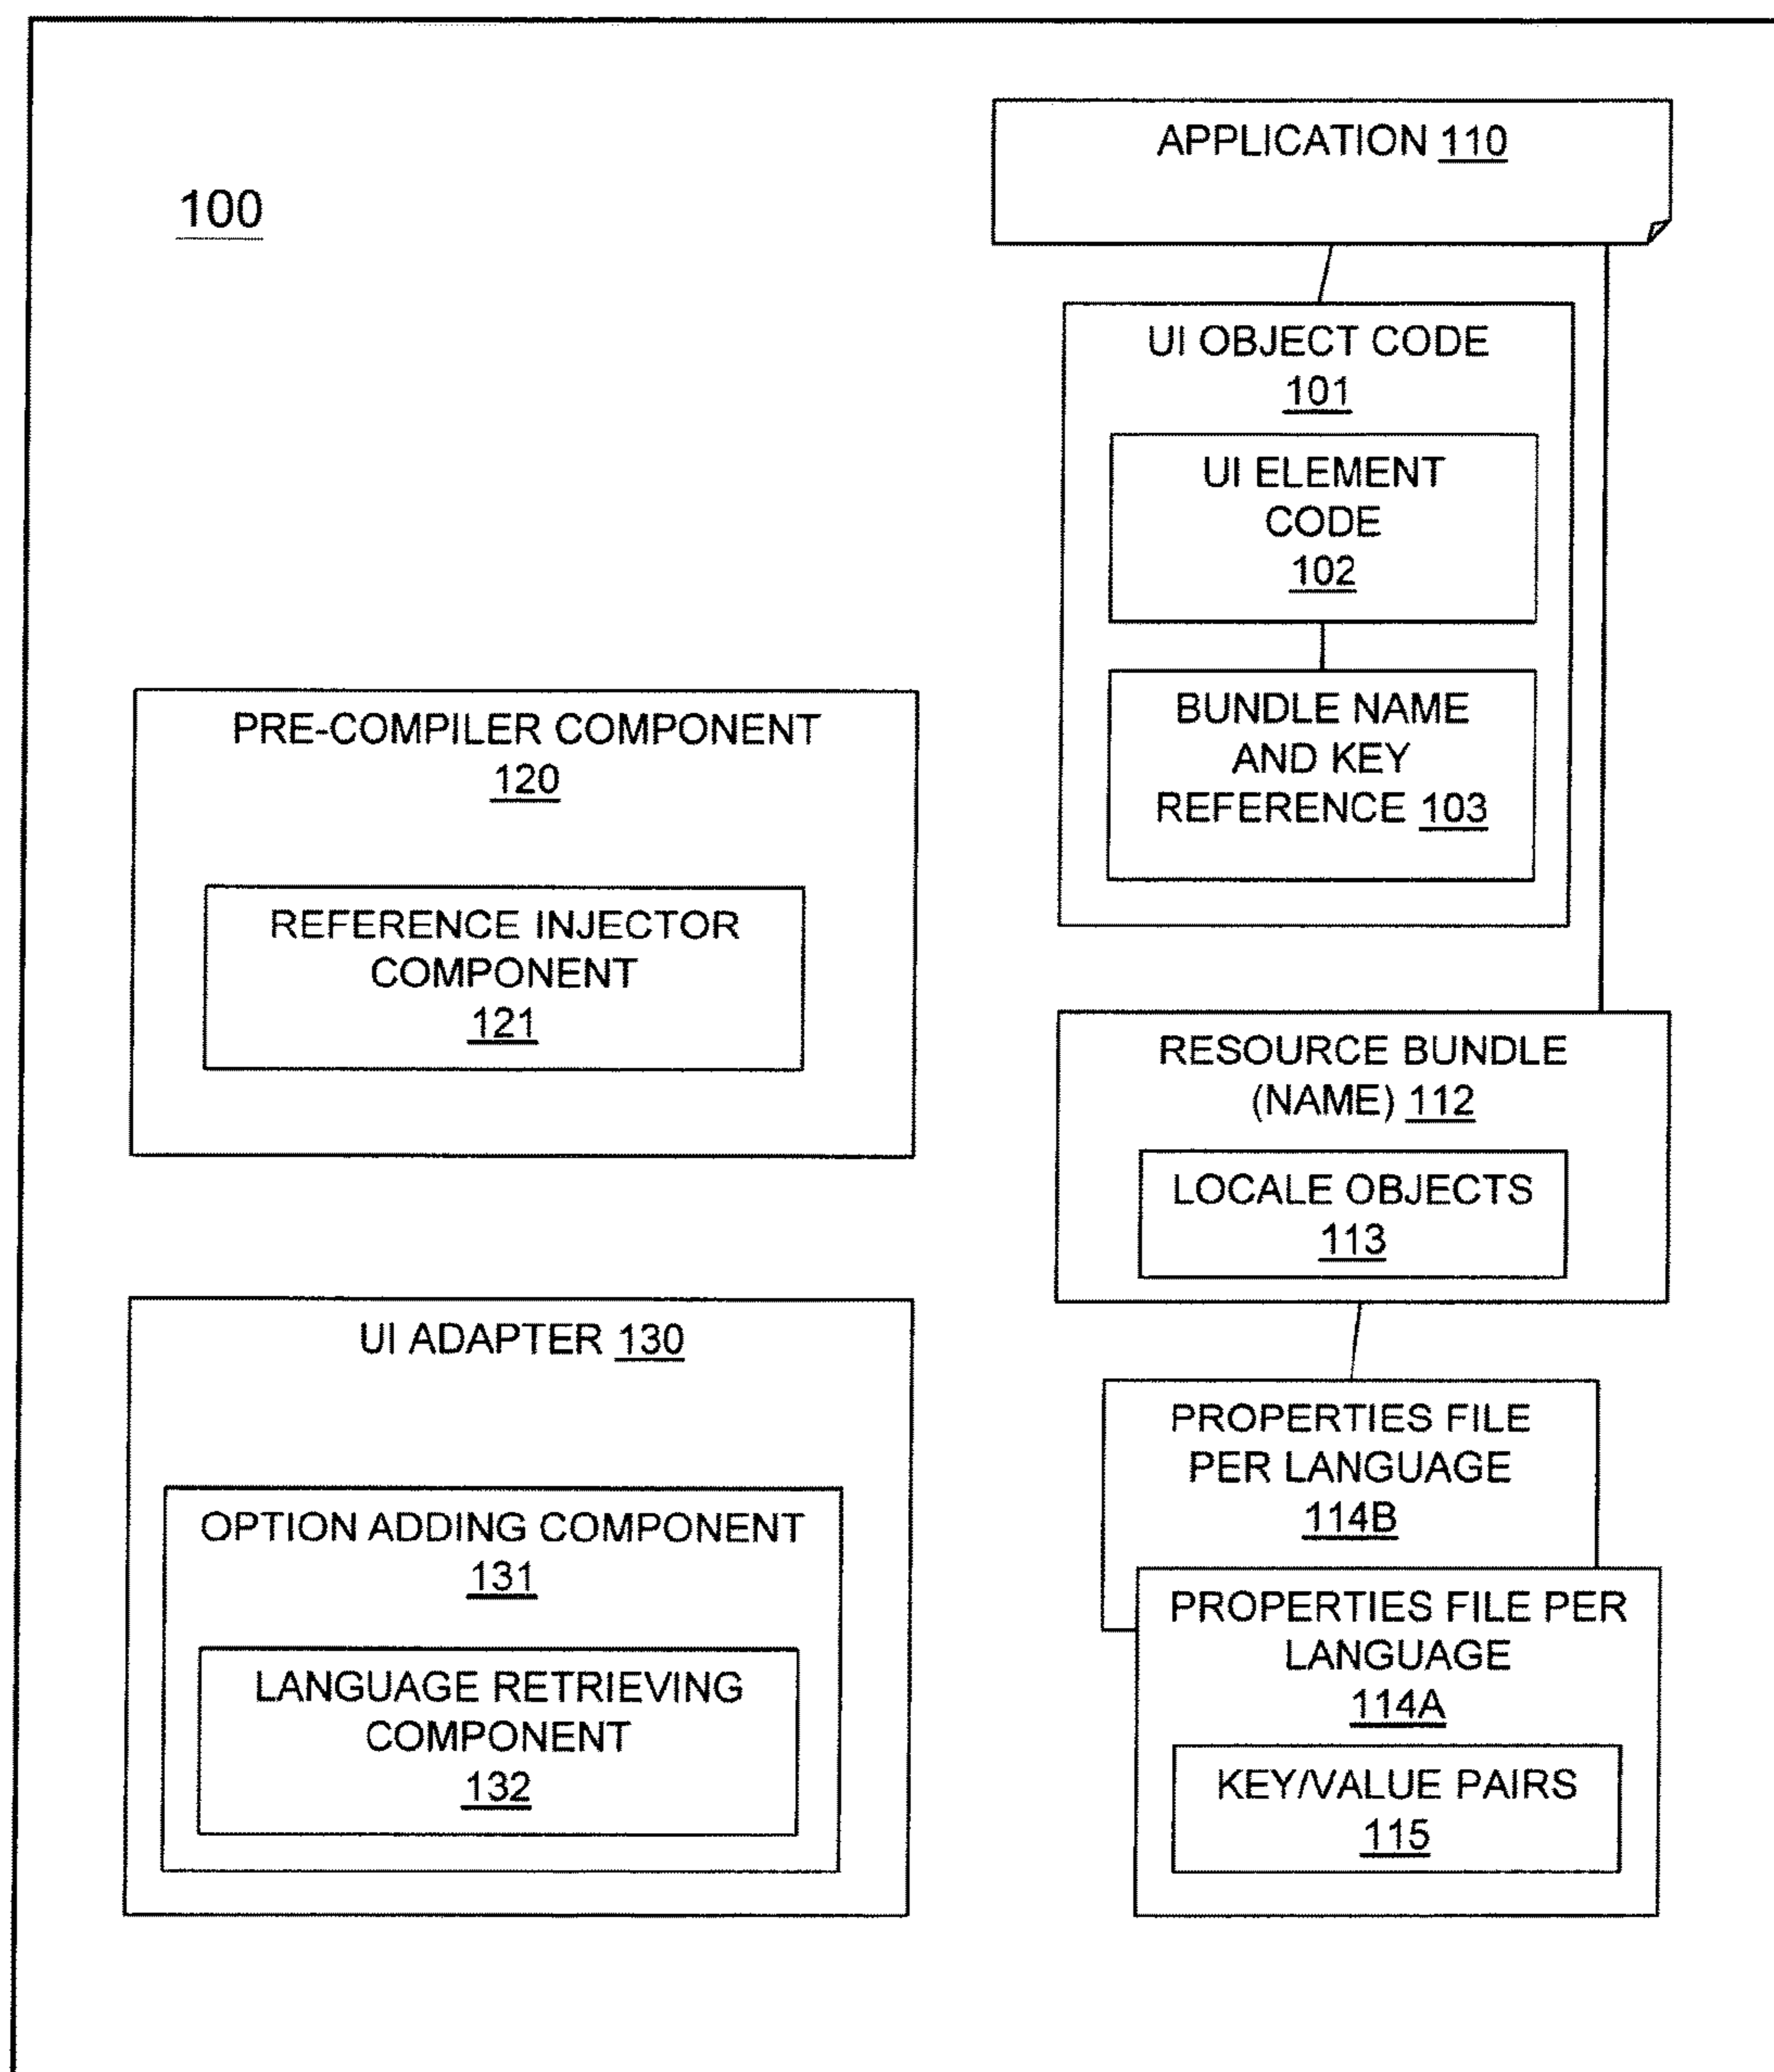 100
APPLICATION 110
UI OBJECT CODE
101
UI ELEMENT
CODE
102
BUNDLE NAME
AND KEY
REFERENCE 103
PRE-COMPILER COMPONENT
120
REFERENCE INJECTOR
COMPONENT
121
RESOURCE BUNDLE
(NAME) 112
LOCALE OBJECTS
113
UI ADAPTER 130
OPTION ADDING COMPONENT
131
LANGUAGE RETRIEVING
COMPONENT
132
PROPERTIES FILE
PER LANGUAGE
114B
PROPERTIES FILE PER
LANGUAGE
114A
KEY/VALUE PAIRS
115